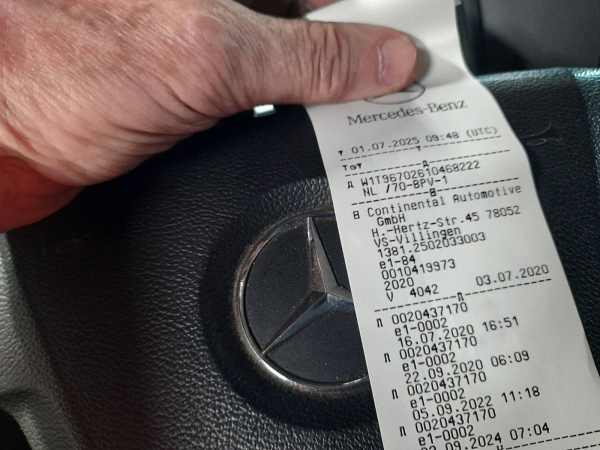 Mercedes-Benz
▼ 01.07.2025 09:48 (UTC)
T⊙▼
A W1T96702610468222
NL /70-BPV-1
B Continental Automotive
GmbH
H.-Hertz-Str.45 78052
VS-Villingen
1381.2502033003
e1-84
0010419973
2020
V 4042 03.07.2020
0020437170
e1-0002
16.07.2020 16:51
0020437170
e1-0002
22.09.2020 06:09
0020437170
e1-0002
05.09.2022 11:18
0020437170
e1-0002
.09.2024 07:04